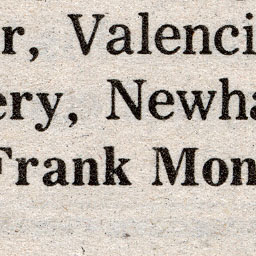 r, Valenci
ery, Newha
Frank Mon